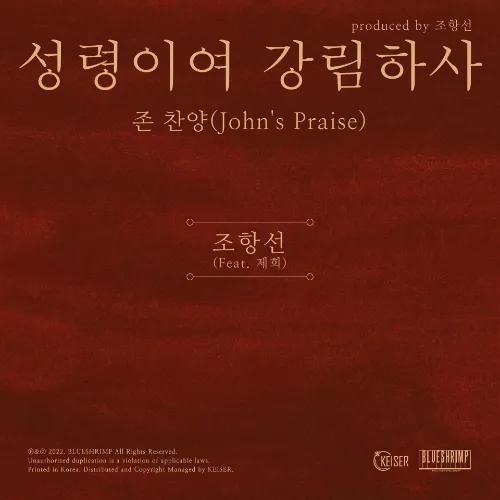 produced by 조항선
성령이여 강림하사
존 찬양(John's Praise)
조항선
(Feat. 제희)
ⓟ&ⓒ 2022. BLUESHRIMP All Rights Reserved.
Unauthorized duplication is a violation of applicable laws.
Printed in Korea. Distributed and Copyright Managed by KEISER.
KEISER
BLUESHRIMP